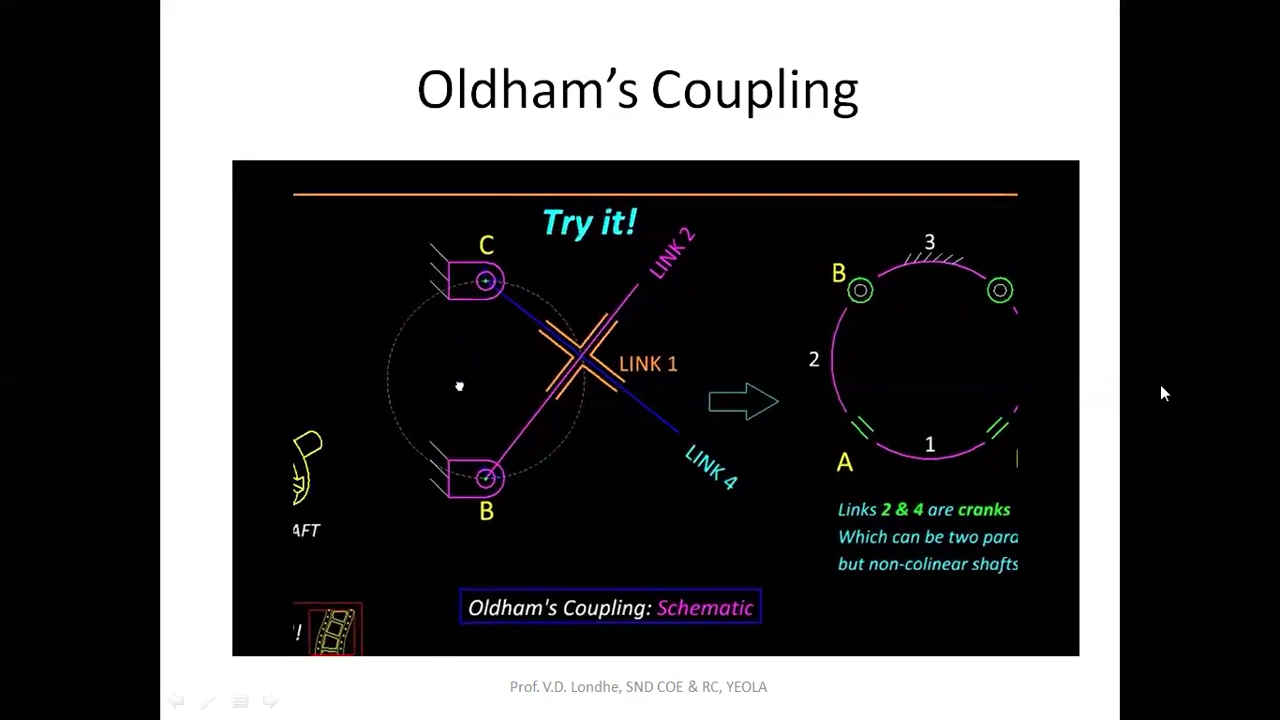 Oldham's Coupling
Try it!
C
LINK 2
LINK 1
LINK 4
B
3
B
2
1
A
AFT
Links 2 & 4 are cranks
Which can be two para
but non-colinear shafts
Oldham's Coupling: Schematic
!
Prof. V.D. Londhe, SND COE & RC, YEOLA